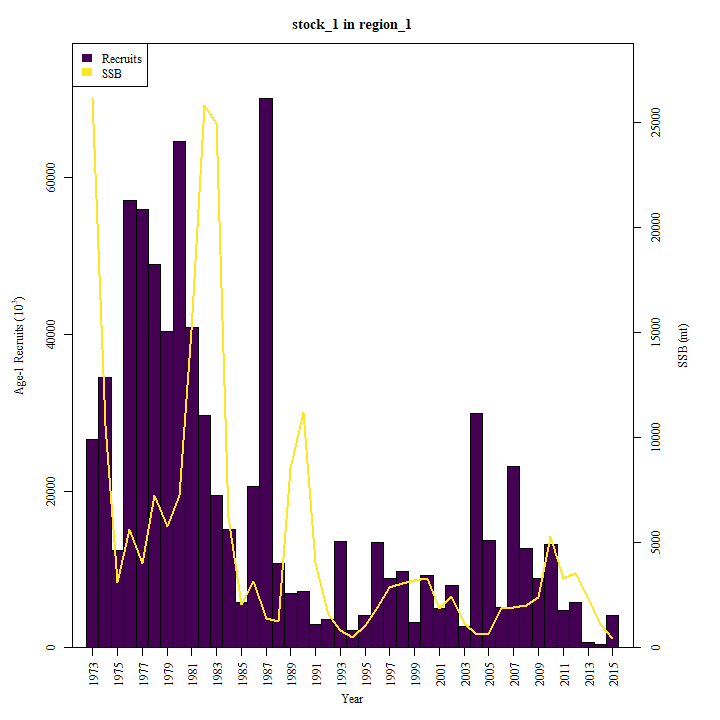 stock_1 in region_1
Recruits
SSB
Age-1 Recruits (10³)
0
20000
40000
60000
SSB (mt)
0
5000
10000
15000
20000
25000
1973 1975 1977 1979 1981 1983 1985 1987 1989 1991 1993 1995 1997 1999 2001 2003 2005 2007 2009 2011 2013 2015
Year